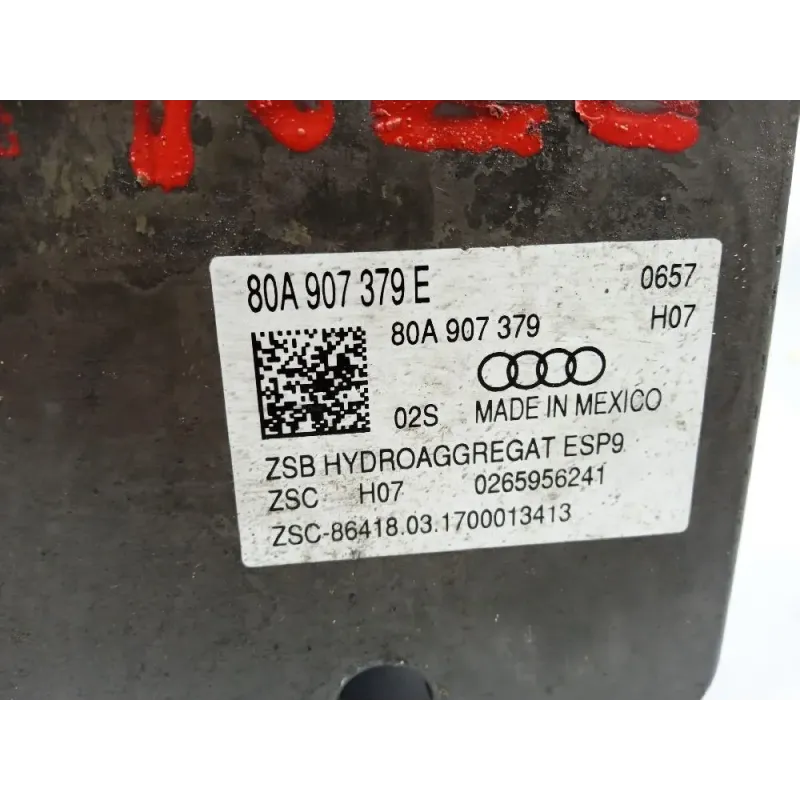 80A 907 379 E 0657
80A 907 379 H07
02S MADE IN MEXICO
ZSB HYDROAGGREGAT ESP9
ZSC H07 0265956241
ZSC-86418.03.1700013413